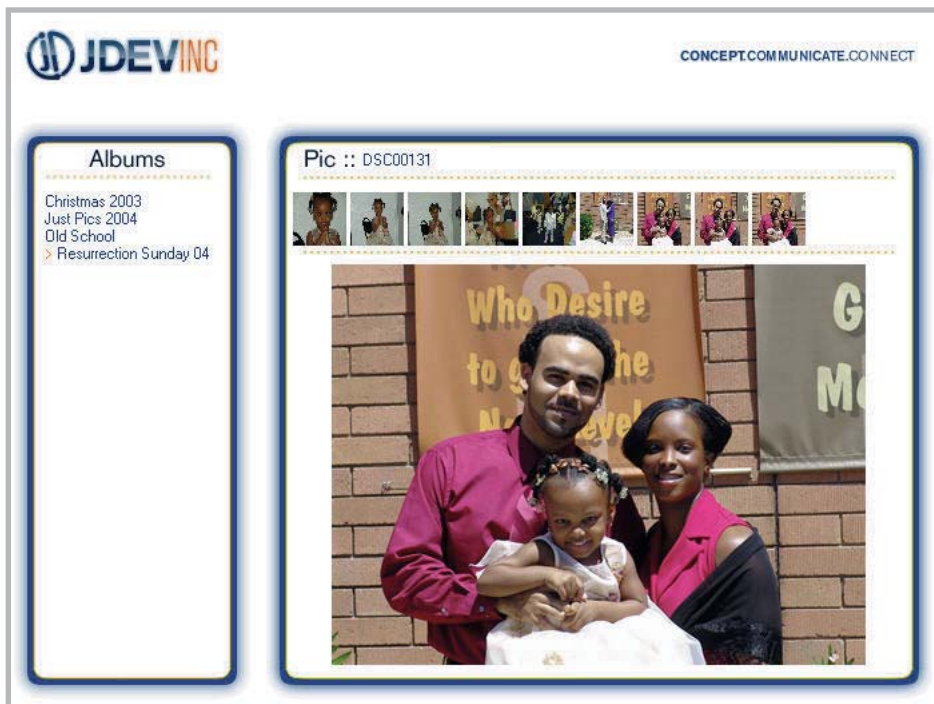 JDEVINC
CONCEPT.COMMUNICATE.CONNECT
Albums
Christmas 2003
Just Pics 2004
Old School
> Resurrection Sunday 04
Pic :: DSC00131
Who Desire
to the
Level
G